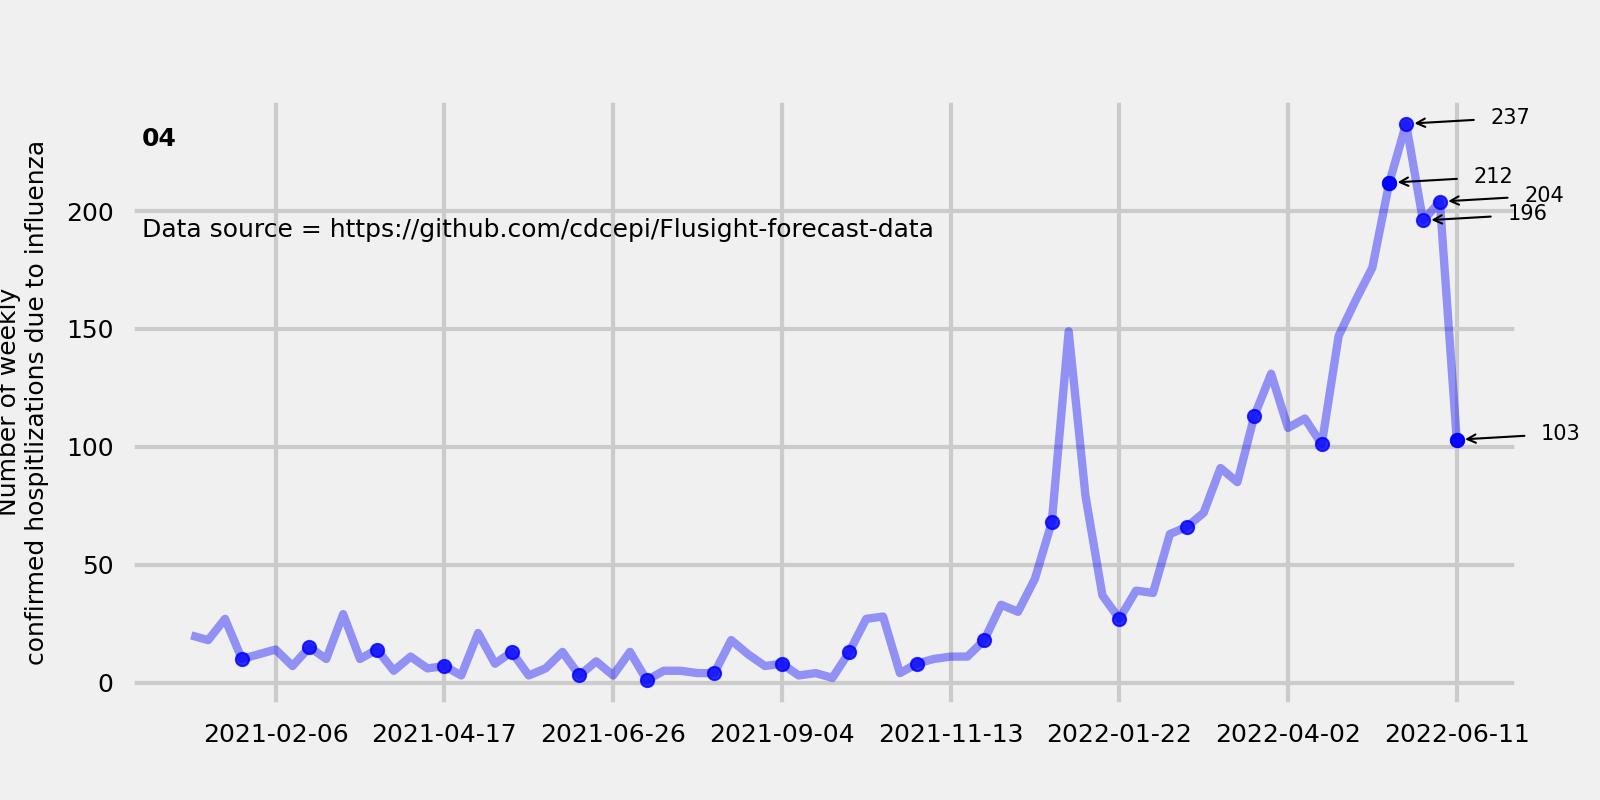 Number of weekly
confirmed hospitlizations due to influenza
04
Data source = https://github.com/cdcepi/Flusight-forecast-data
200
150
100
50
0
237
212
204
196
103
2021-02-06 2021-04-17 2021-06-26 2021-09-04 2021-11-13 2022-01-22 2022-04-02 2022-06-11